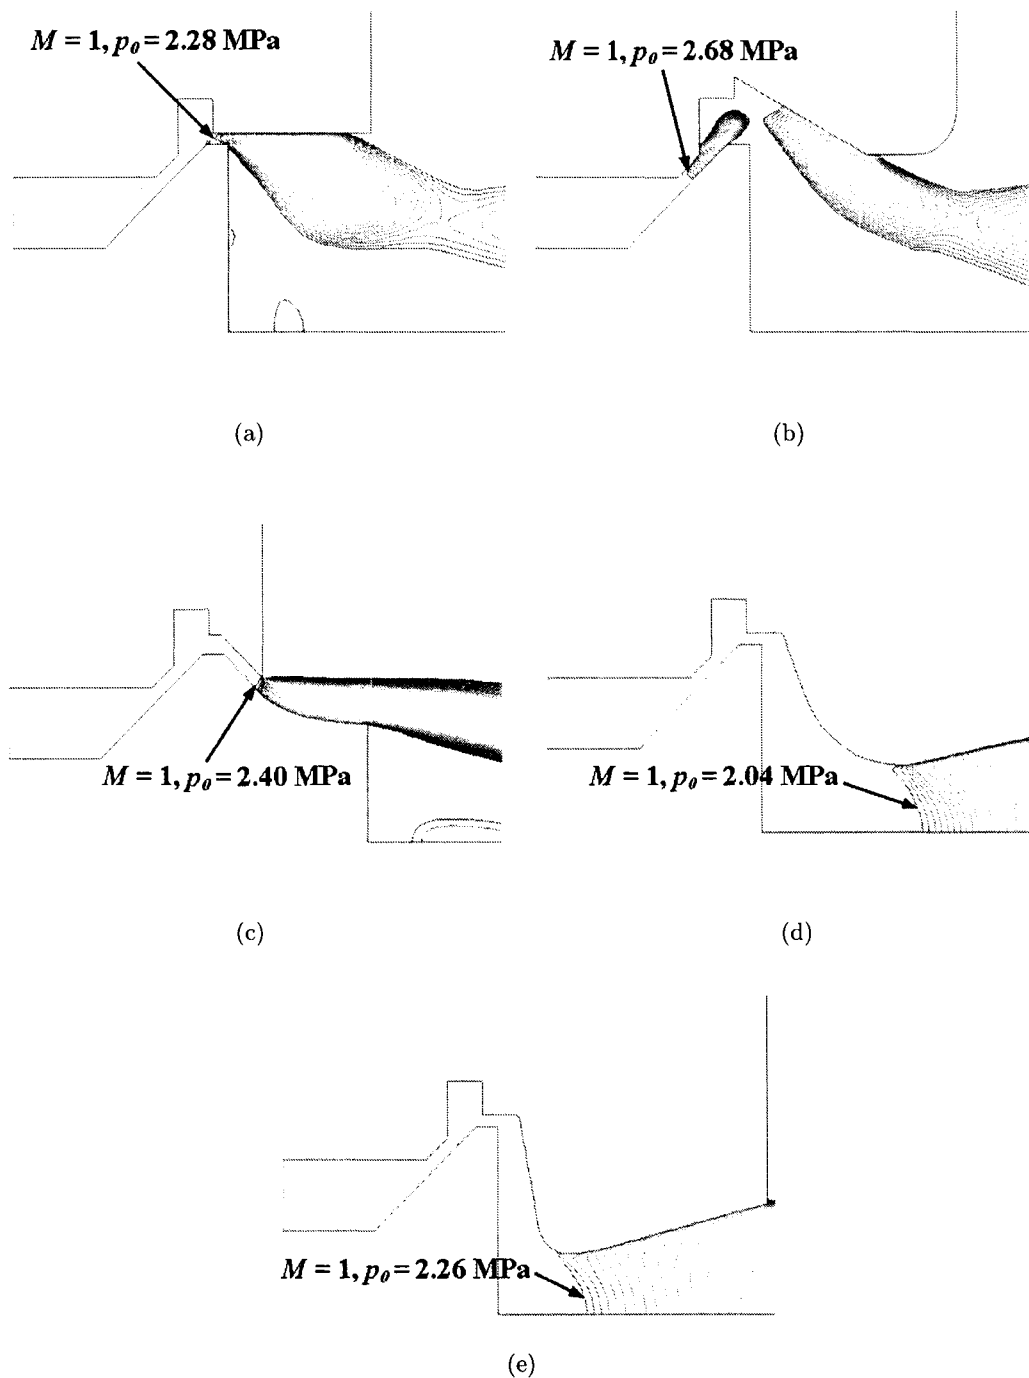 M = 1, p₀ = 2.28 MPa
M = 1, p₀ = 2.68 MPa
(a)
(b)
M = 1, p₀ = 2.40 MPa
M = 1, p₀ = 2.04 MPa
(c)
(d)
M = 1, p₀ = 2.26 MPa
(e)